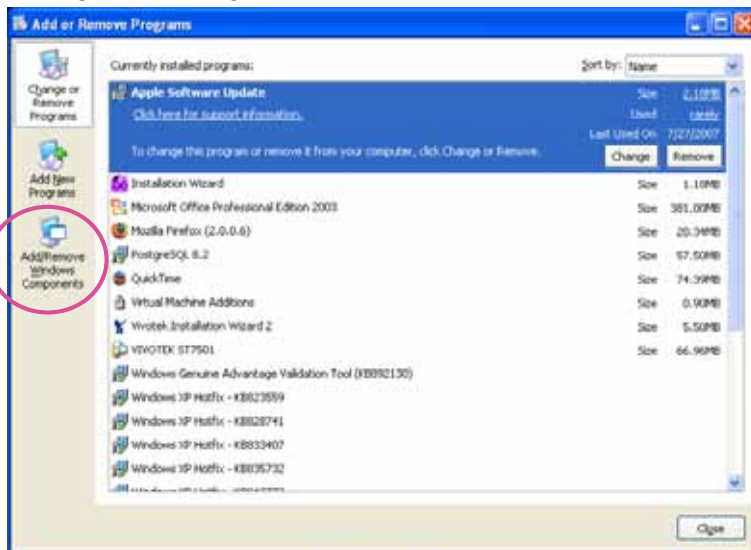 Add or Remove Programs
Change or
Remove
Programs
Add New
Programs
Add/Remove
Windows
Components
Currently installed programs:
Sort by: Name
Apple Software Update
Size 2.10MB
Click here for support information.
Used rarely
Last Used On 7/27/2007
To change this program or remove it from your computer, click Change or Remove.
Change Remove
Installation Wizard Size 1.10MB
Microsoft Office Professional Edition 2003 Size 381.00MB
Mozilla Firefox (2.0.0.6) Size 20.34MB
PostgreSQL 8.2 Size 57.50MB
QuickTime Size 74.39MB
Virtual Machine Additions Size 0.90MB
Vivotek Installation Wizard 2 Size 5.50MB
VIVOTEK ST7501 Size 66.96MB
Windows Genuine Advantage Validation Tool (KB892130)
Windows XP Hotfix - KB823559
Windows XP Hotfix - KB828741
Windows XP Hotfix - KB833407
Windows XP Hotfix - KB835732
Close